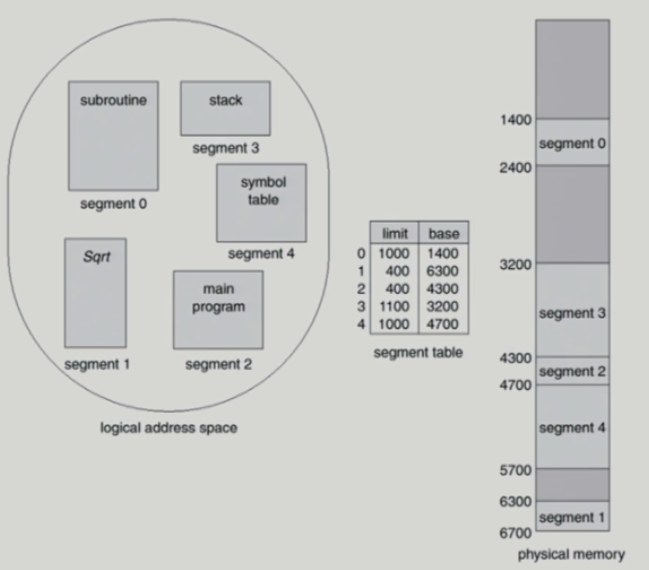 subroutine
segment 0
stack
segment 3
symbol
table
segment 4
Sqrt
segment 1
main
program
segment 2
logical address space
limit base
0 1000 1400
1 400 6300
2 400 4300
3 1100 3200
4 1000 4700
segment table
1400
segment 0
2400
3200
segment 3
4300
segment 2
4700
segment 4
5700
6300
segment 1
6700
physical memory